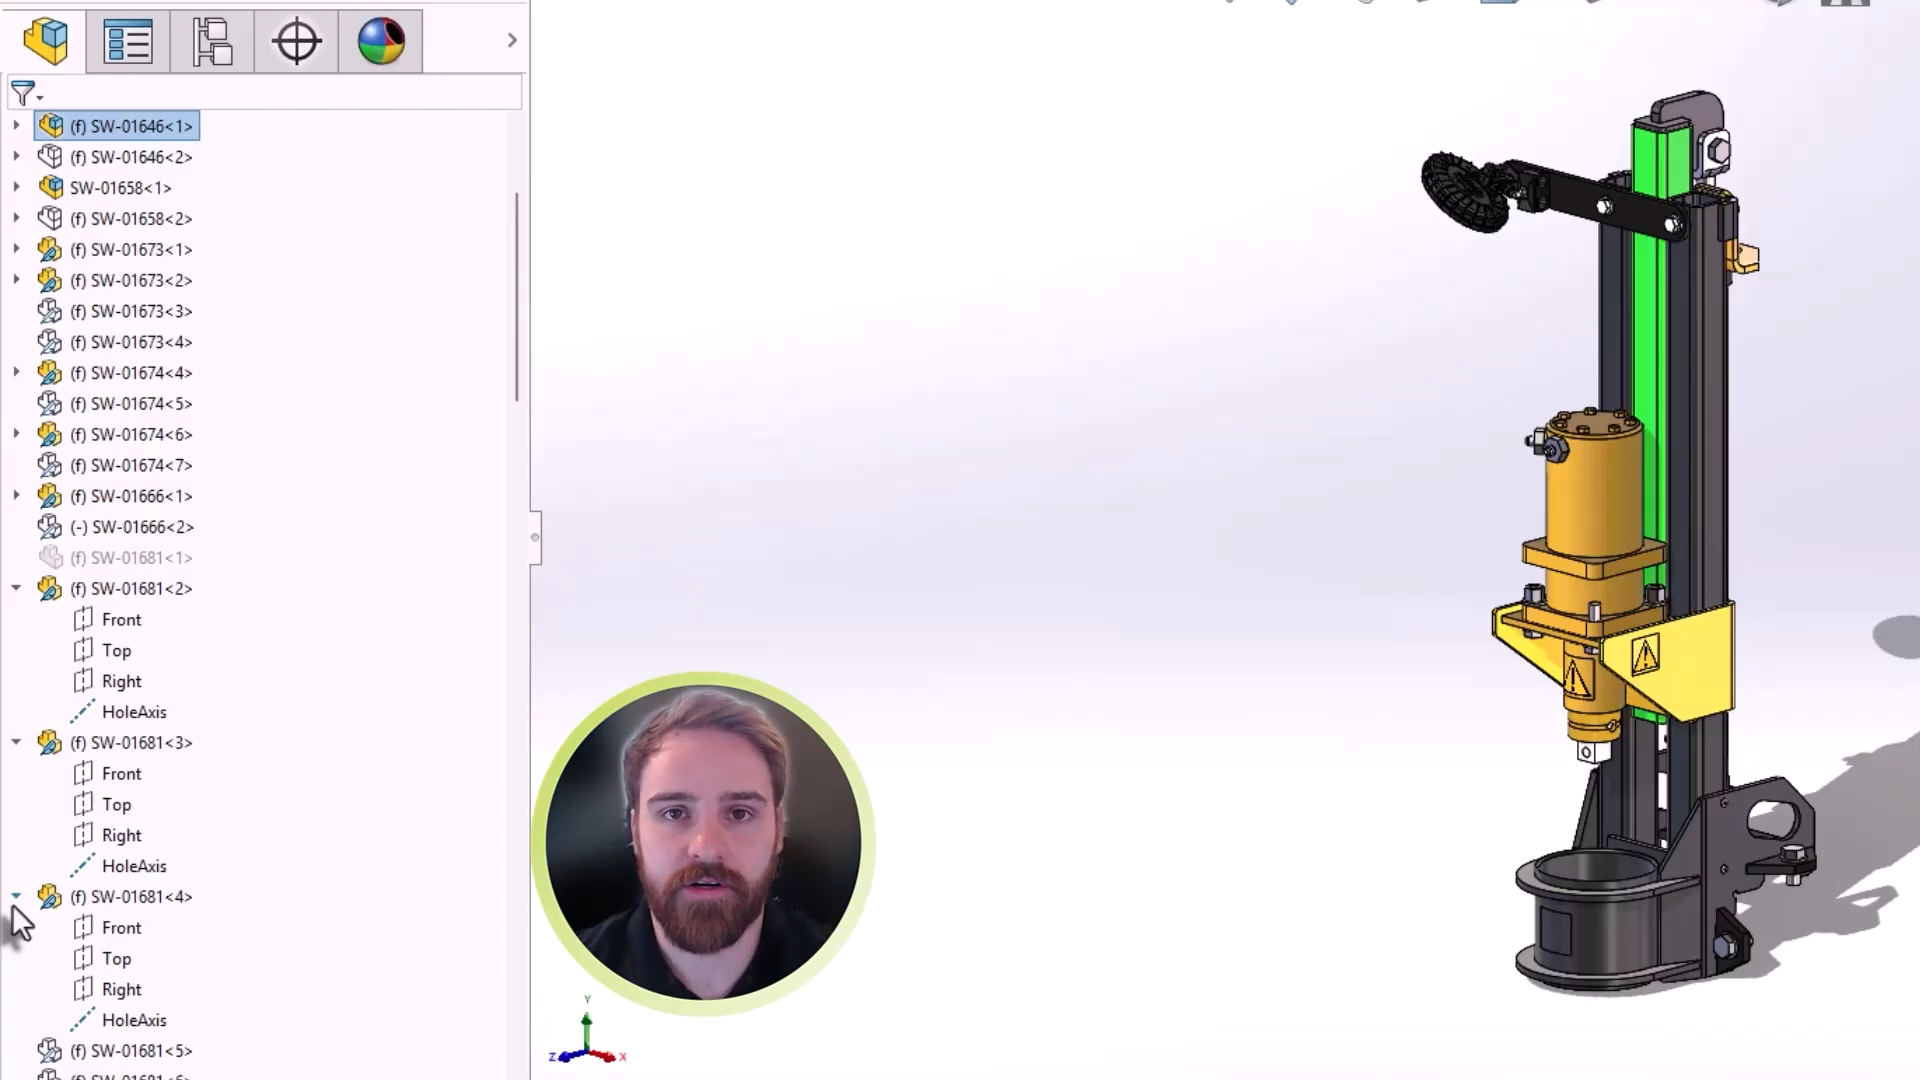 (f) SW-01646<1>
(f) SW-01646<2>
SW-01658<1>
(f) SW-01658<2>
(f) SW-01673<1>
(f) SW-01673<2>
(f) SW-01673<3>
(f) SW-01673<4>
(f) SW-01674<4>
(f) SW-01674<5>
(f) SW-01674<6>
(f) SW-01674<7>
(f) SW-01666<1>
(-) SW-01666<2>
(f) SW-01681<1>
(f) SW-01681<2>
Front
Top
Right
HoleAxis
(f) SW-01681<3>
Front
Top
Right
HoleAxis
(f) SW-01681<4>
Front
Top
Right
HoleAxis
(f) SW-01681<5>
Y
Z
X